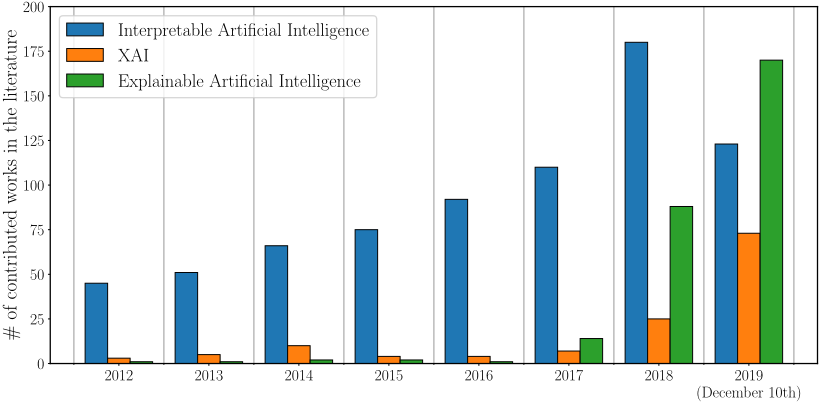 # of contributed works in the literature
200
175
150
125
100
75
50
25
0
Interpretable Artificial Intelligence
XAI
Explainable Artificial Intelligence
2012 2013 2014 2015 2016 2017 2018 2019
(December 10th)